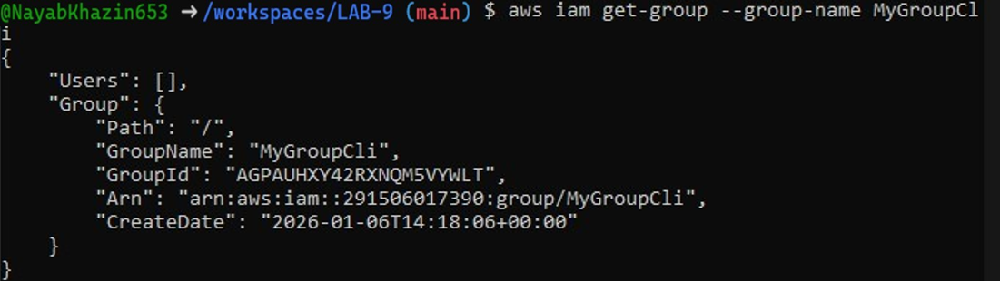 @NayabKhazin653 ➜/workspaces/LAB-9 (main) $ aws iam get-group --group-name MyGroupCl
i
{
    "Users": [],
    "Group": {
        "Path": "/",
        "GroupName": "MyGroupCli",
        "GroupId": "AGPAUHXY42RXNQM5VYWLT",
        "Arn": "arn:aws:iam::291506017390:group/MyGroupCli",
        "CreateDate": "2026-01-06T14:18:06+00:00"
    }
}